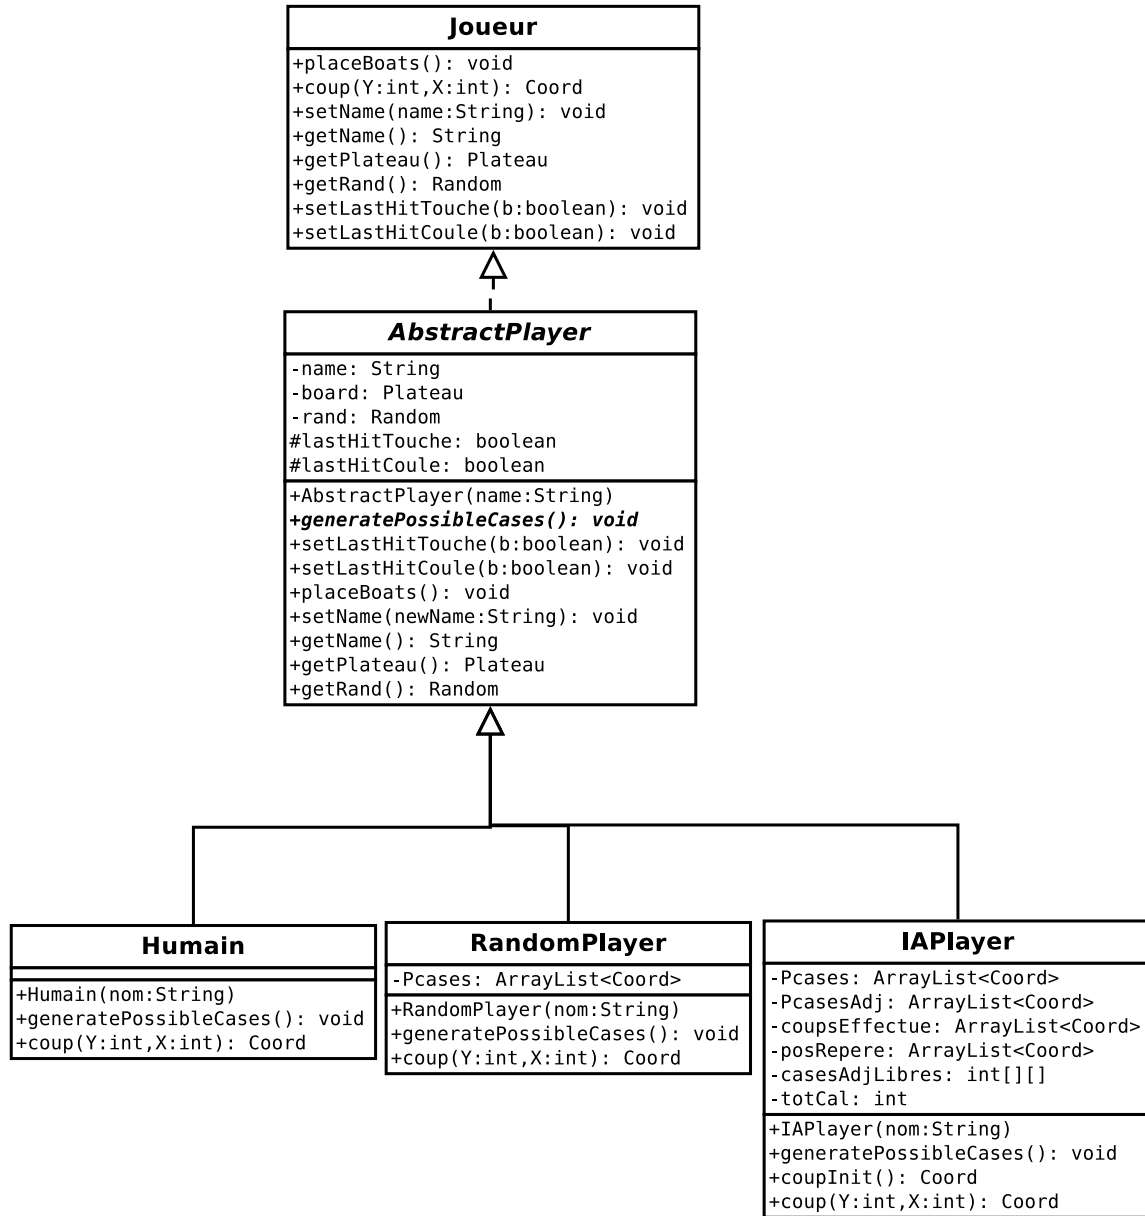 Joueur
+placeBoats(): void
+coup(Y:int,X:int): Coord
+setName(name:String): void
+getName(): String
+getPlateau(): Plateau
+getRand(): Random
+setLastHitTouche(b:boolean): void
+setLastHitCoule(b:boolean): void
AbstractPlayer
-name: String
-board: Plateau
-rand: Random
#lastHitTouche: boolean
#lastHitCoule: boolean
+AbstractPlayer(name:String)
+generatePossibleCases(): void
+setLastHitTouche(b:boolean): void
+setLastHitCoule(b:boolean): void
+placeBoats(): void
+setName(newName:String): void
+getName(): String
+getPlateau(): Plateau
+getRand(): Random
Humain
+Humain(nom:String)
+generatePossibleCases(): void
+coup(Y:int,X:int): Coord
RandomPlayer
-Pcases: ArrayList<Coord>
+RandomPlayer(nom:String)
+generatePossibleCases(): void
+coup(Y:int,X:int): Coord
IAPlayer
-Pcases: ArrayList<Coord>
-PcasesAdj: ArrayList<Coord>
-coupsEffectue: ArrayList<Coord>
-posRepere: ArrayList<Coord>
-casesAdjLibres: int[][]
-totCal: int
+IAPlayer(nom:String)
+generatePossibleCases(): void
+coupInit(): Coord
+coup(Y:int,X:int): Coord